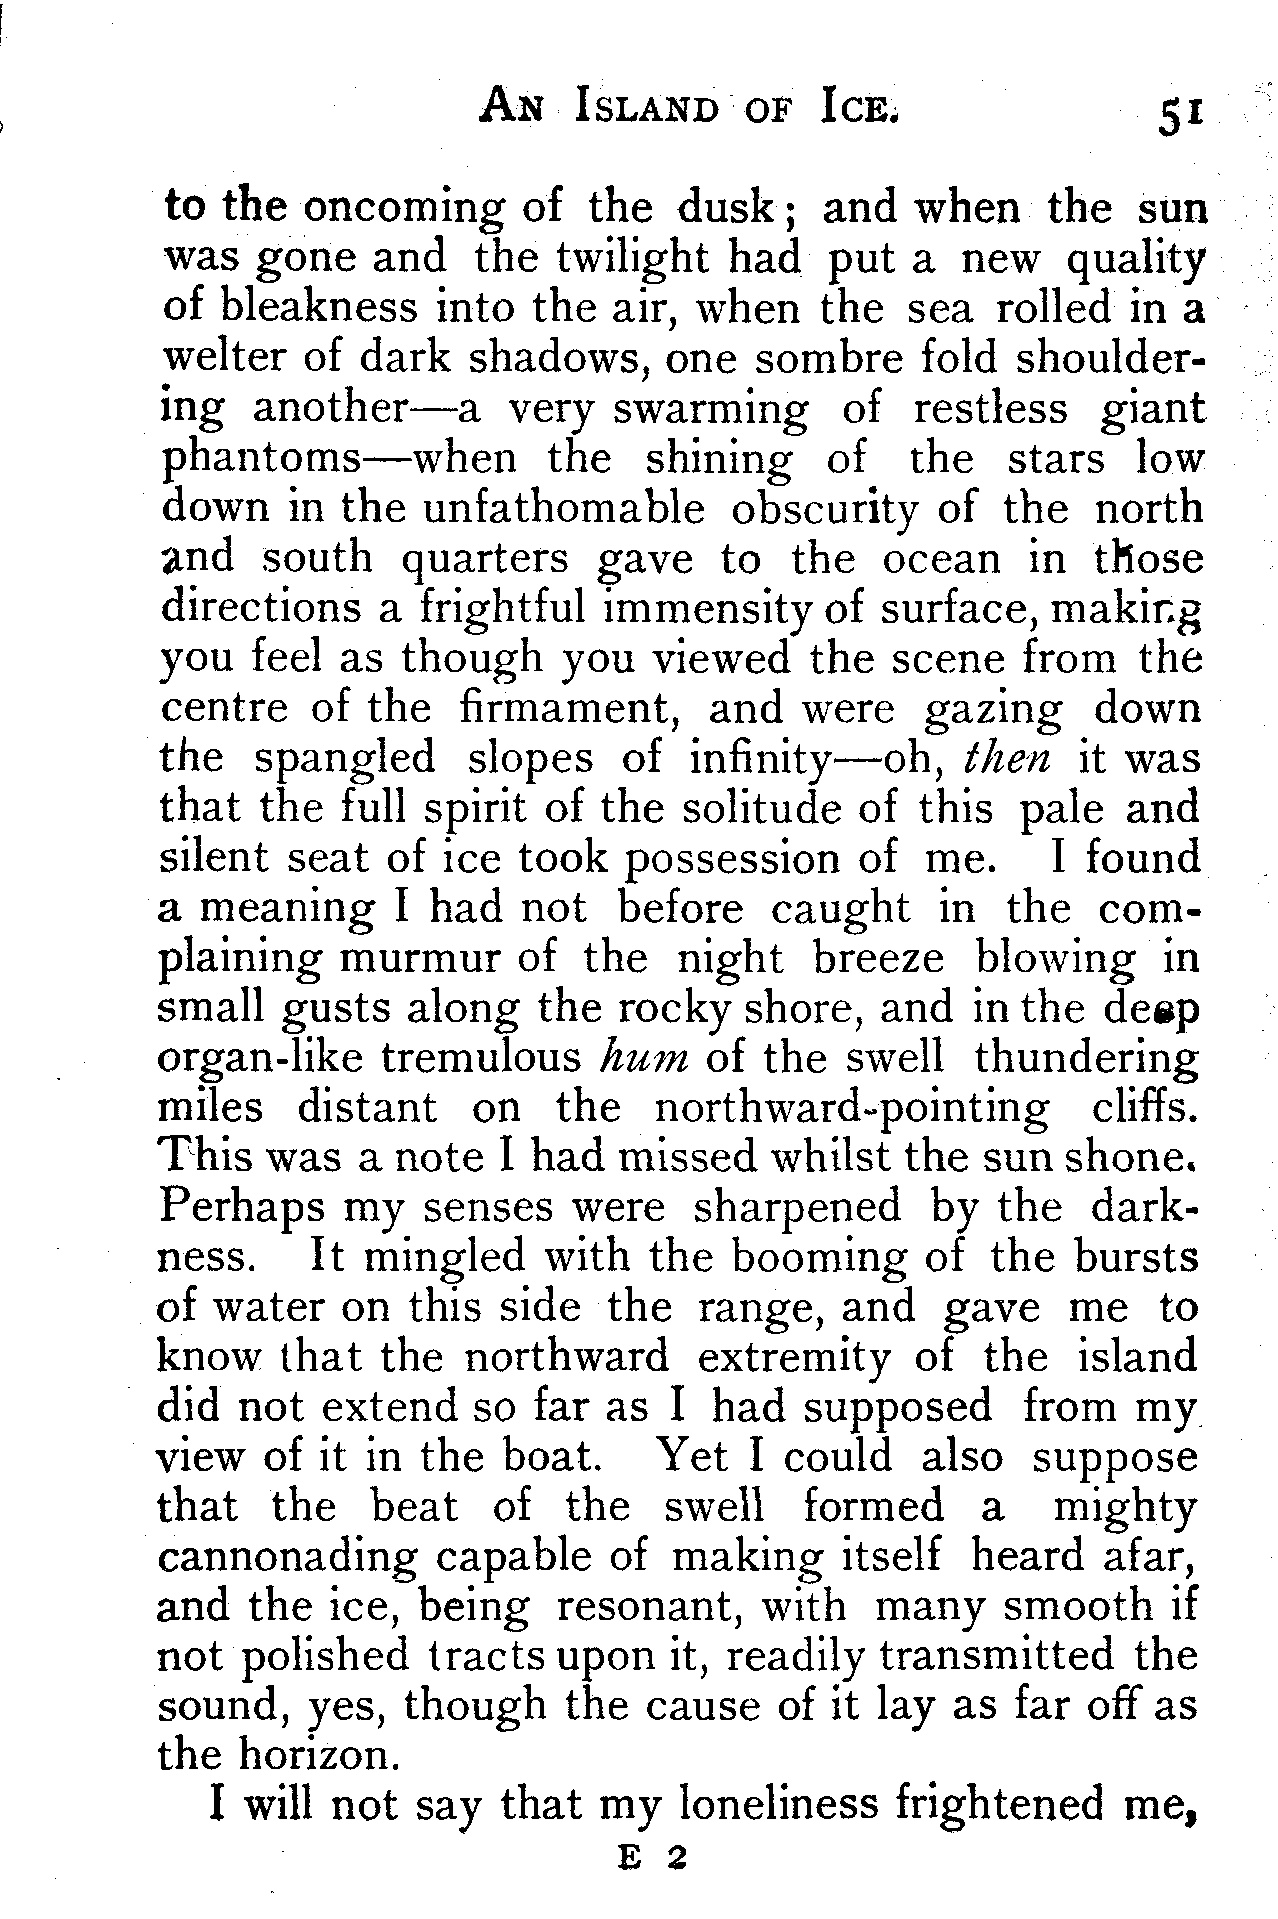 AN ISLAND OF ICE. 51
to the oncoming of the dusk; and when the sun
was gone and the twilight had put a new quality
of bleakness into the air, when the sea rolled in a
welter of dark shadows, one sombre fold shoulder-
ing another—a very swarming of restless giant
phantoms—when the shining of the stars low
down in the unfathomable obscurity of the north
and south quarters gave to the ocean in those
directions a frightful immensity of surface, making
you feel as though you viewed the scene from the
centre of the firmament, and were gazing down
the spangled slopes of infinity—oh, then it was
that the full spirit of the solitude of this pale and
silent seat of ice took possession of me. I found
a meaning I had not before caught in the com-
plaining murmur of the night breeze blowing in
small gusts along the rocky shore, and in the deep
organ-like tremulous hum of the swell thundering
miles distant on the northward-pointing cliffs.
This was a note I had missed whilst the sun shone.
Perhaps my senses were sharpened by the dark-
ness. It mingled with the booming of the bursts
of water on this side the range, and gave me to
know that the northward extremity of the island
did not extend so far as I had supposed from my
view of it in the boat. Yet I could also suppose
that the beat of the swell formed a mighty
cannonading capable of making itself heard afar,
and the ice, being resonant, with many smooth if
not polished tracts upon it, readily transmitted the
sound, yes, though the cause of it lay as far off as
the horizon.
I will not say that my loneliness frightened me,
E 2